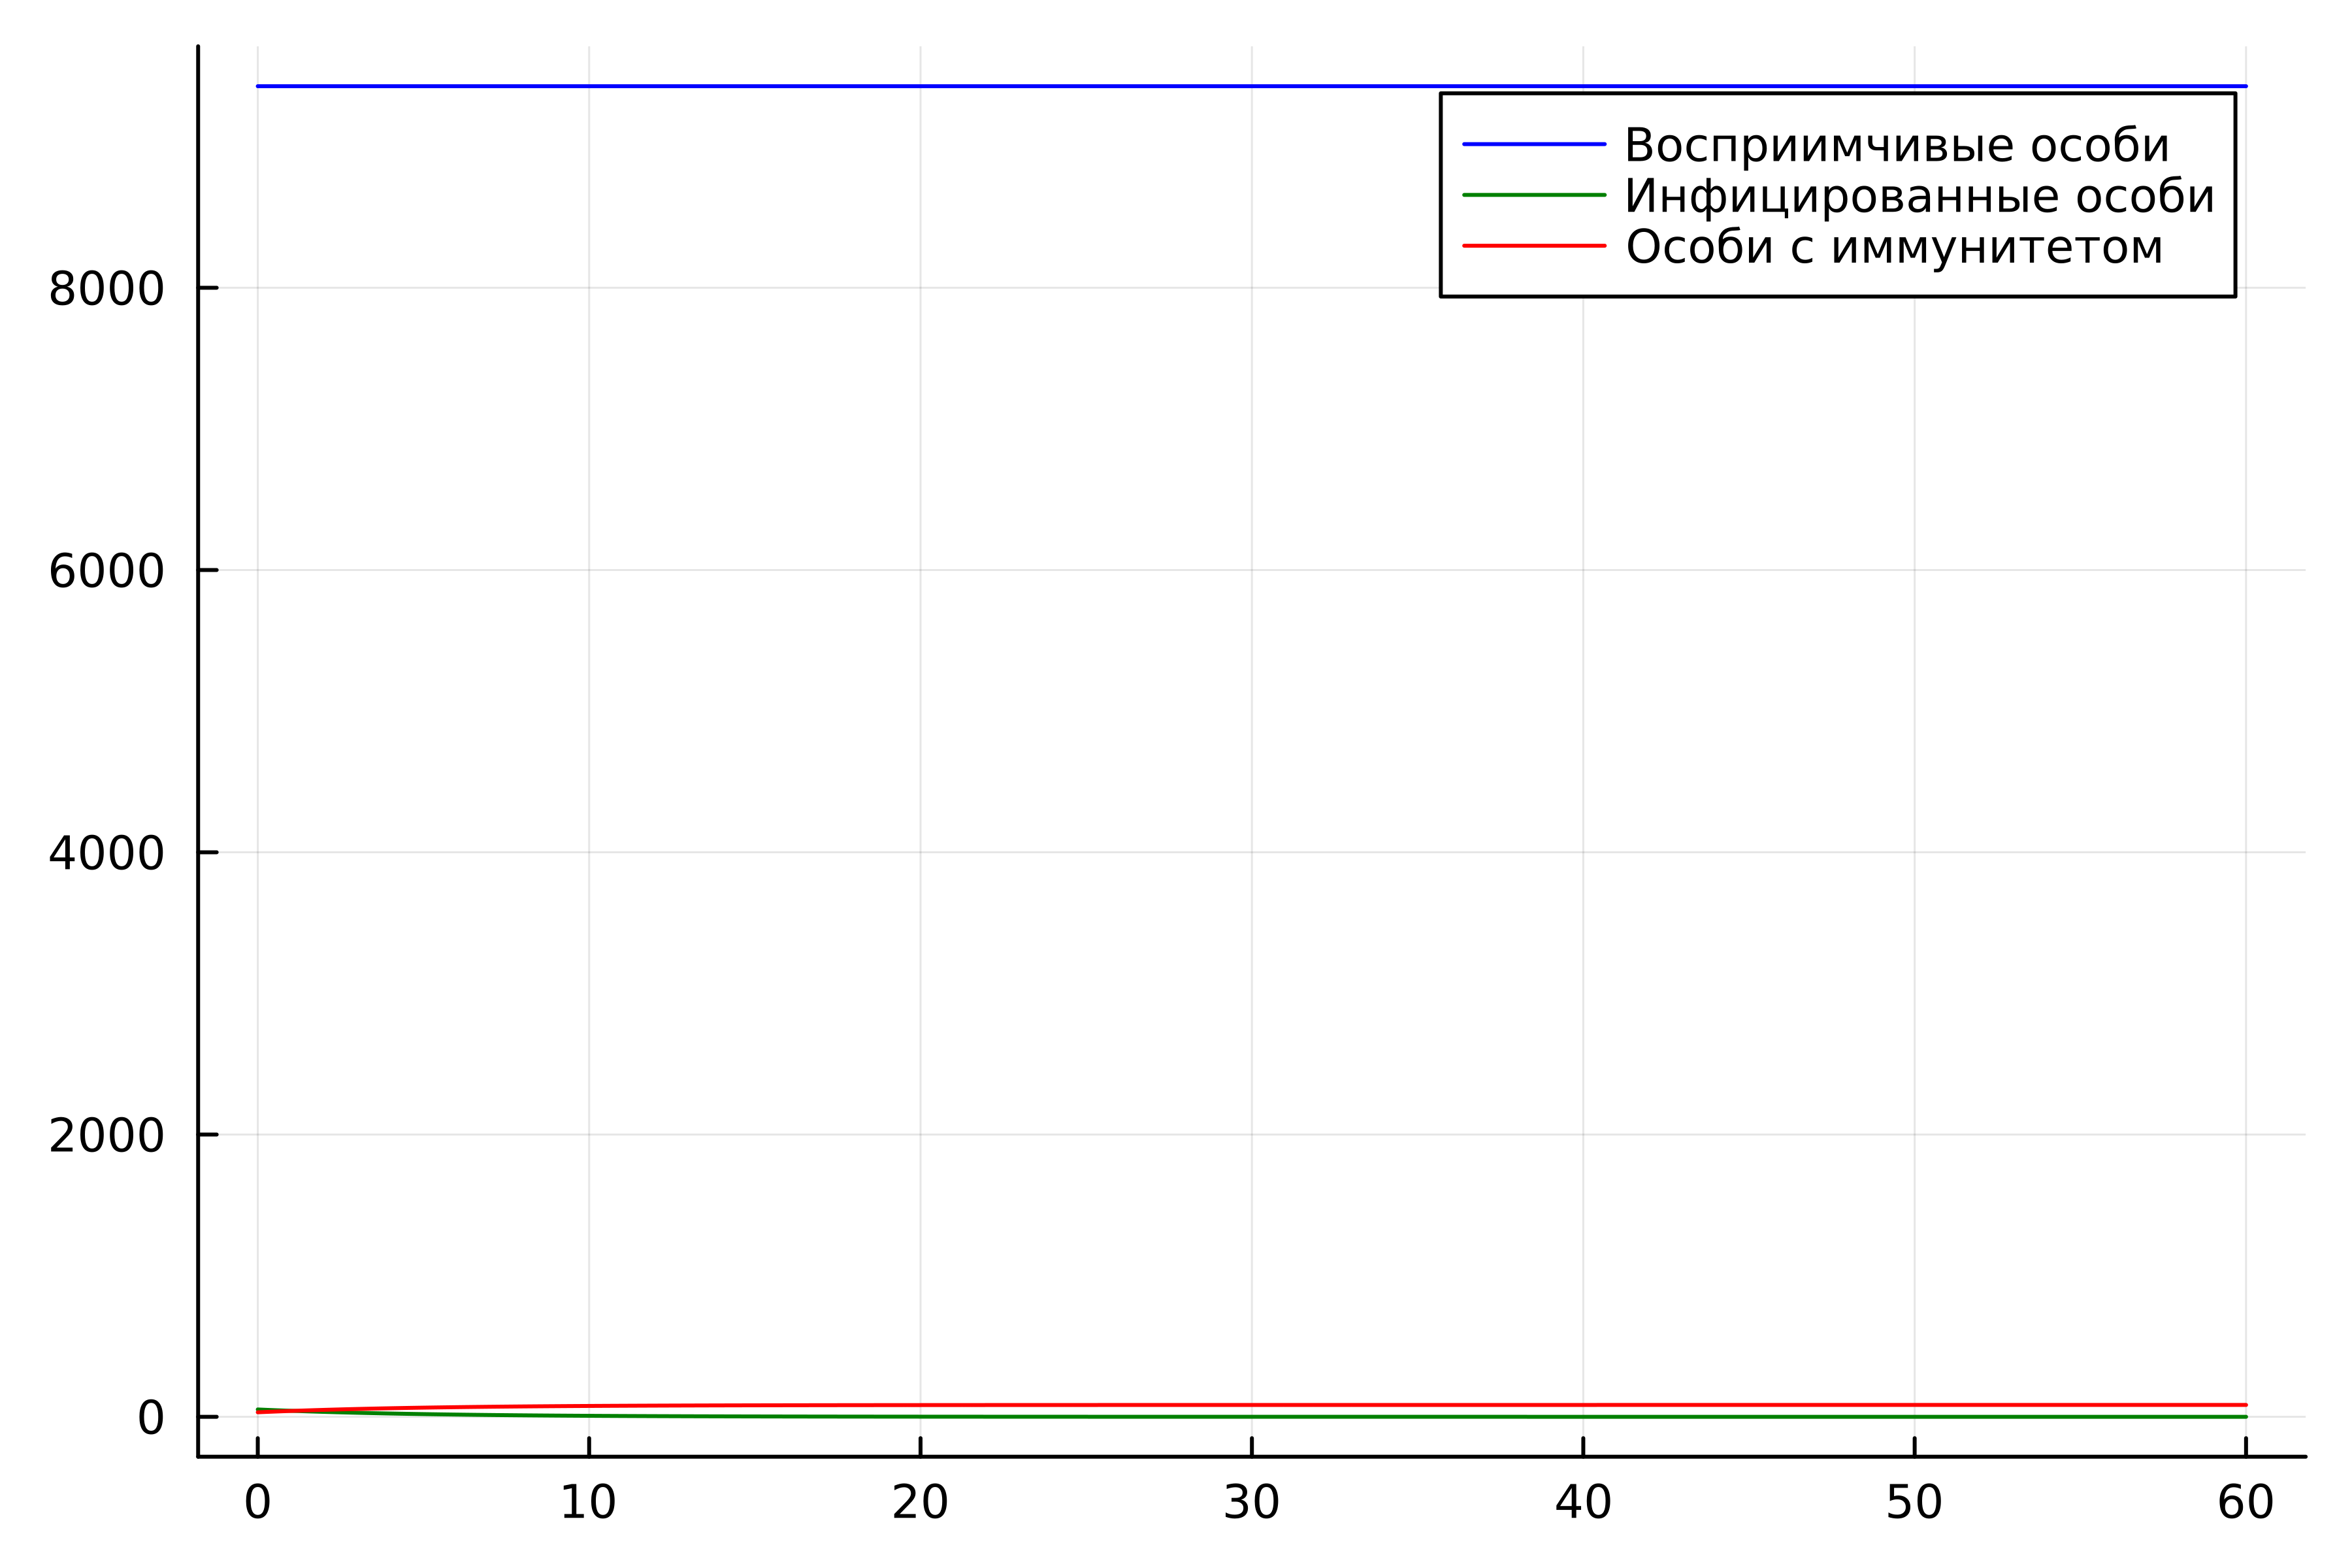 Восприимчивые особи
Инфицированные особи
Особи с иммунитетом
8000
6000
4000
2000
0
0 10 20 30 40 50 60